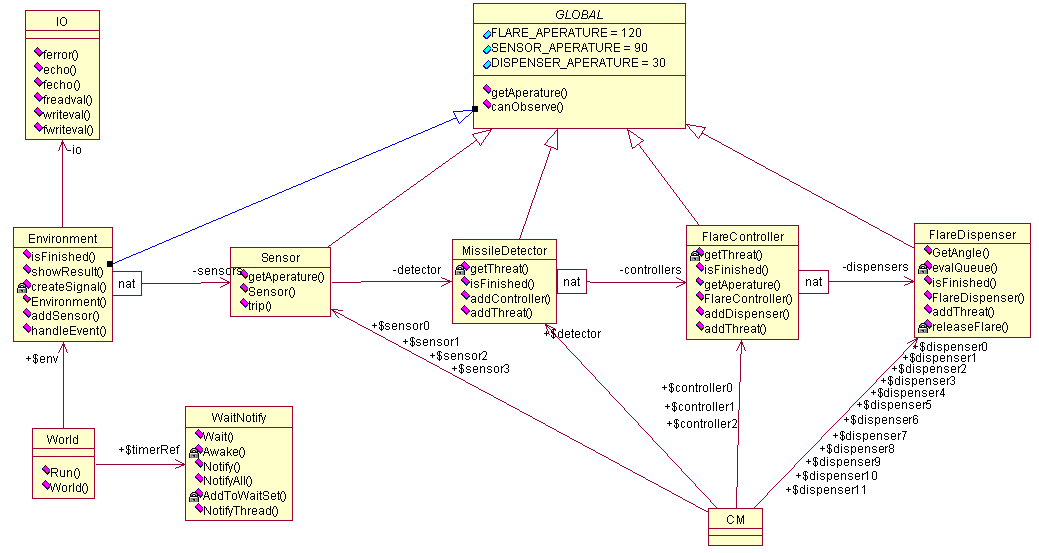 IO
ferror()
echo()
fecho()
freadval()
writeval()
fwriteval()
-io
GLOBAL
FLARE_APERATURE = 120
SENSOR_APERATURE = 90
DISPENSER_APERATURE = 30
getAperature()
canObserve()
Environment
isFinished()
showResult()
createSignal()
Environment()
addSensor()
handleEvent()
nat
-sensors
Sensor
getAperature()
Sensor()
trip()
-detector
MissileDetector
getThreat()
isFinished()
addController()
addThreat()
nat
-controllers
FlareController
getThreat()
isFinished()
getAperature()
FlareController()
addDispenser()
addThreat()
nat
-dispensers
FlareDispenser
GetAngle()
evalQueue()
isFinished()
FlareDispenser()
addThreat()
releaseFlare()
+$env
+$sensor0
+$sensor1
+$sensor2
+$sensor3
+$detector
+$controller0
+$controller1
+$controller2
+$dispenser0
+$dispenser1
+$dispenser2
+$dispenser3
+$dispenser4
+$dispenser5
+$dispenser6
+$dispenser7
+$dispenser8
+$dispenser9
+$dispenser10
+$dispenser11
World
Run()
World()
+$timerRef
WaitNotify
Wait()
Awake()
Notify()
NotifyAll()
AddToWaitSet()
NotifyThread()
CM